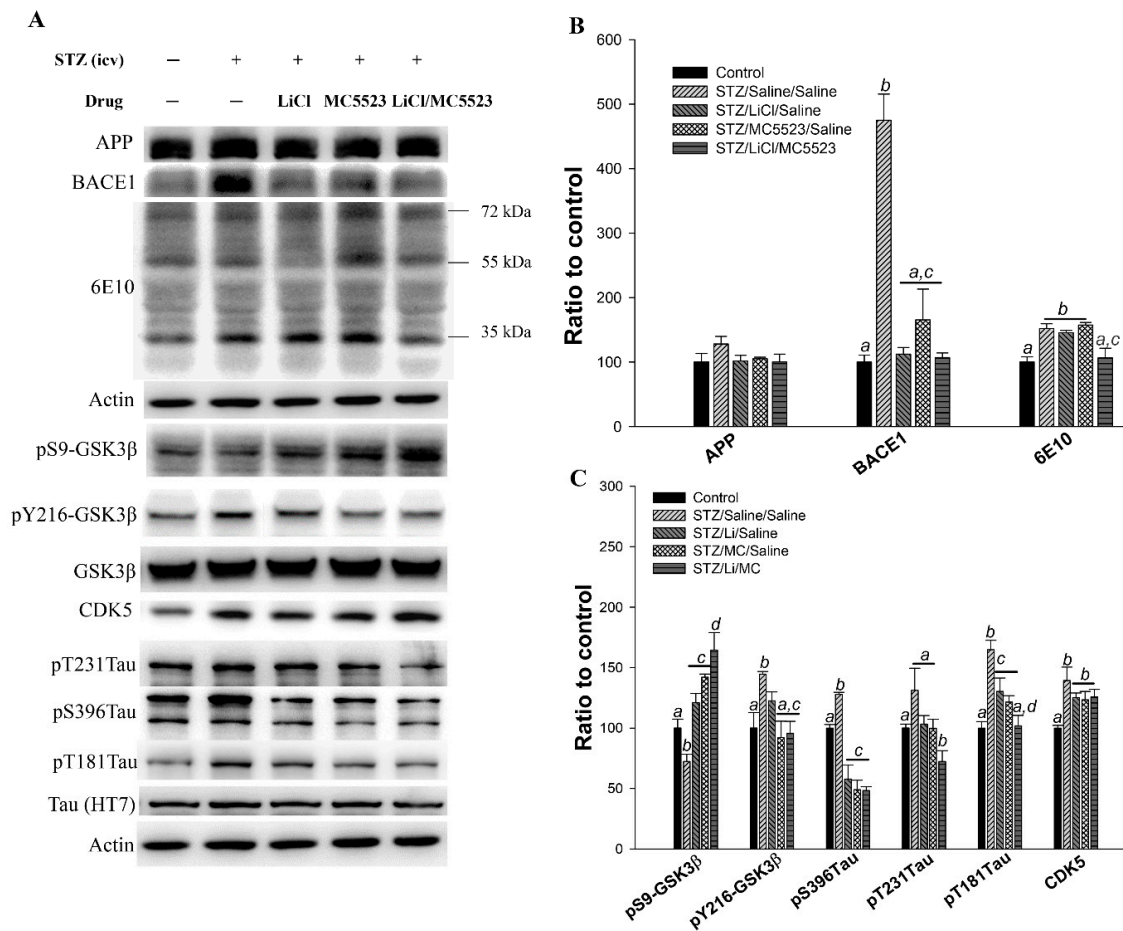 A
STZ (icv) – + + + +
Drug – – LiCl MC5523 LiCl/MC5523
APP
BACE1
72 kDa
55 kDa
6E10
35 kDa
Actin
pS9-GSK3β
pY216-GSK3β
GSK3β
CDK5
pT231Tau
pS396Tau
pT181Tau
Tau (HT7)
Actin
B
600
500
400
300
200
100
0
Ratio to control
Control
STZ/Saline/Saline
STZ/LiCl/Saline
STZ/MC5523/Saline
STZ/LiCl/MC5523
a b a,c
a b a,c
APP BACE1 6E10
C
300
250
200
150
100
50
0
Ratio to control
Control
STZ/Saline/Saline
STZ/Li/Saline
STZ/MC/Saline
STZ/Li/MC
a b c d
a b a,c
a b c
a a b
a b c a,d
a b b
pS9-GSK3β pY216-GSK3β pS396Tau pT231Tau pT181Tau CDK5